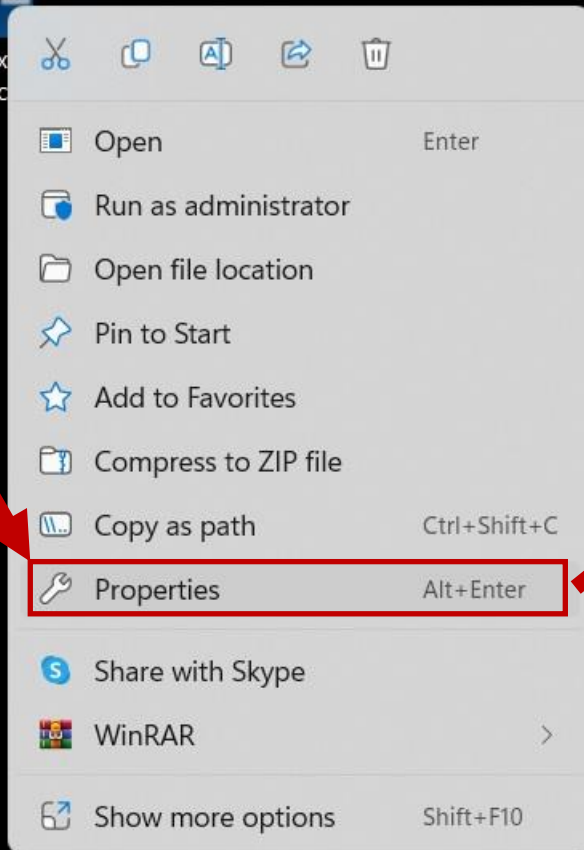 Open Enter
Run as administrator
Open file location
Pin to Start
Add to Favorites
Compress to ZIP file
Copy as path Ctrl+Shift+C
Properties Alt+Enter
Share with Skype
WinRAR
Show more options Shift+F10